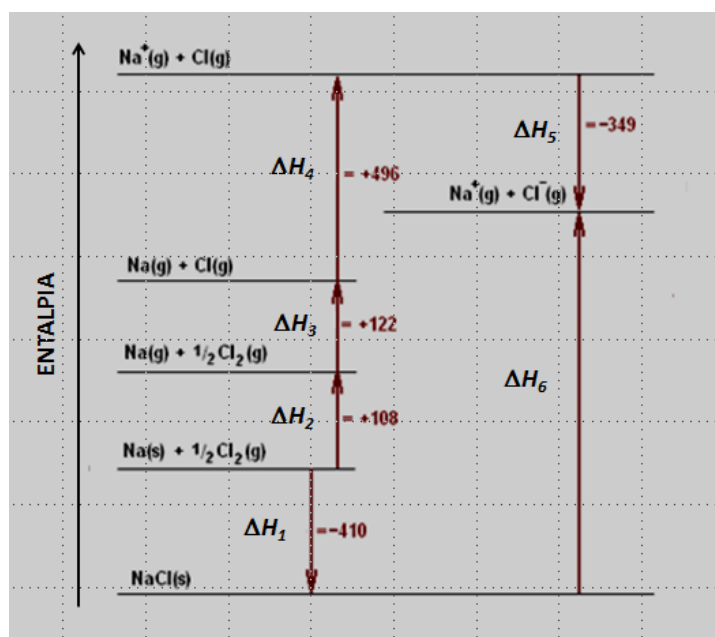 Na⁺(g) + Cl(g)
ΔH₅
= −349
ΔH₄
= +496
Na⁺(g) + Cl⁻(g)
Na(g) + Cl(g)
ΔH₃
= +122
Na(g) + 1/2Cl₂(g)
ΔH₆
ΔH₂
= +108
Na(s) + 1/2Cl₂(g)
ΔH₁
=−410
NaCl(s)
ENTALPIA